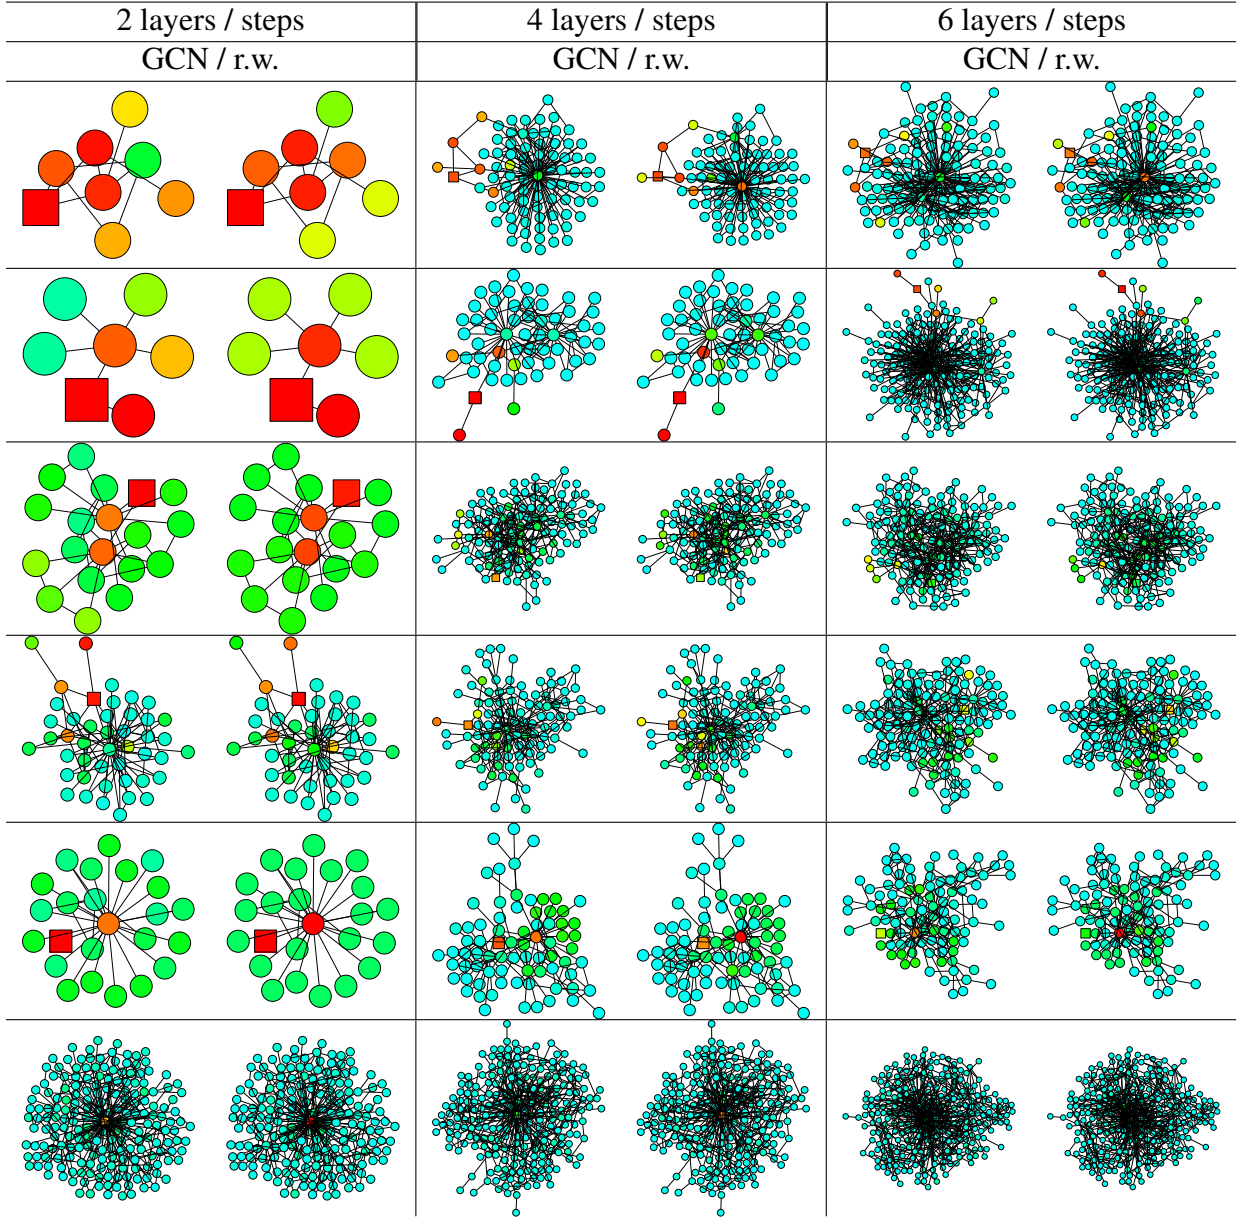 2 layers / steps
4 layers / steps
6 layers / steps
GCN / r.w.
GCN / r.w.
GCN / r.w.